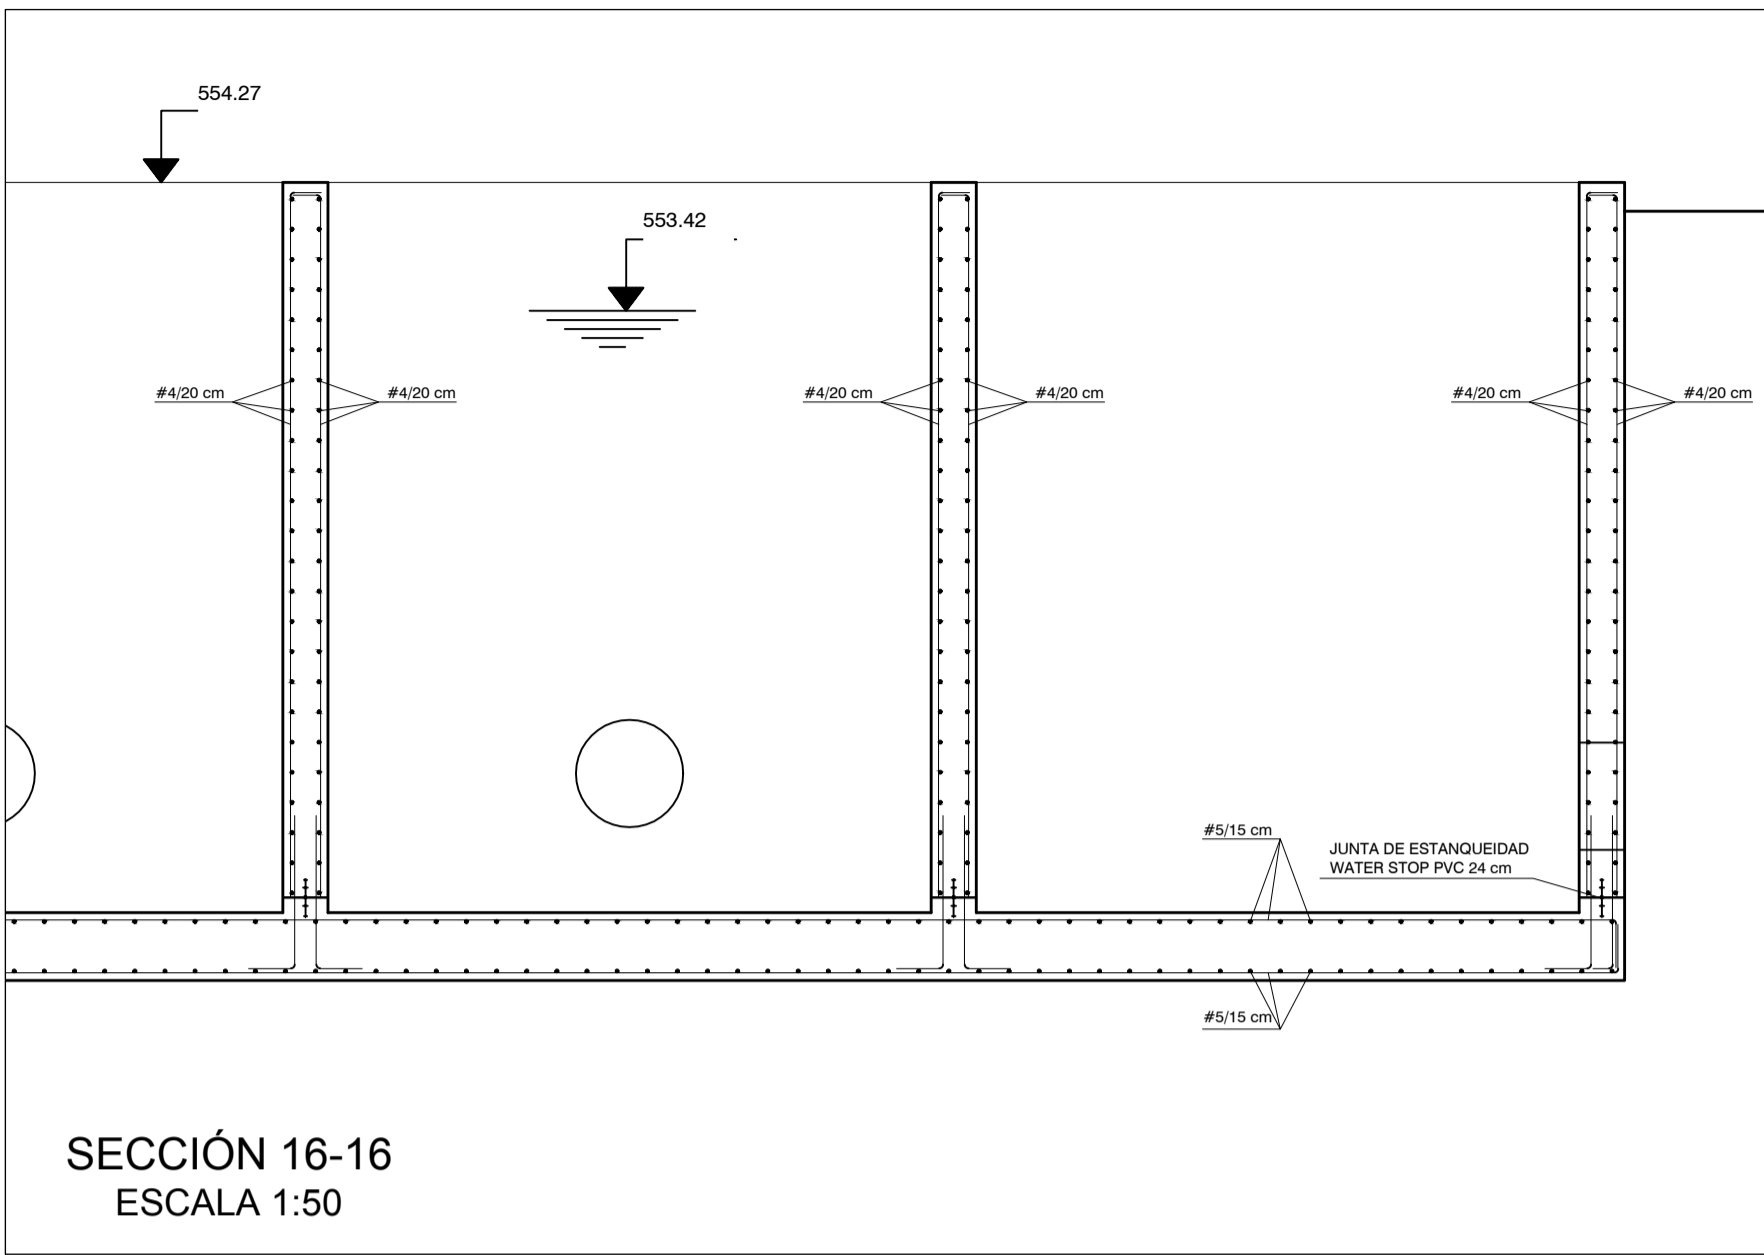 554.27
553.42
#4/20 cm
#4/20 cm
#4/20 cm
#4/20 cm
#4/20 cm
#4/20 cm
#5/15 cm
JUNTA DE ESTANQUEIDAD
WATER STOP PVC 24 cm
#5/15 cm
SECCIÓN 16-16
ESCALA 1:50